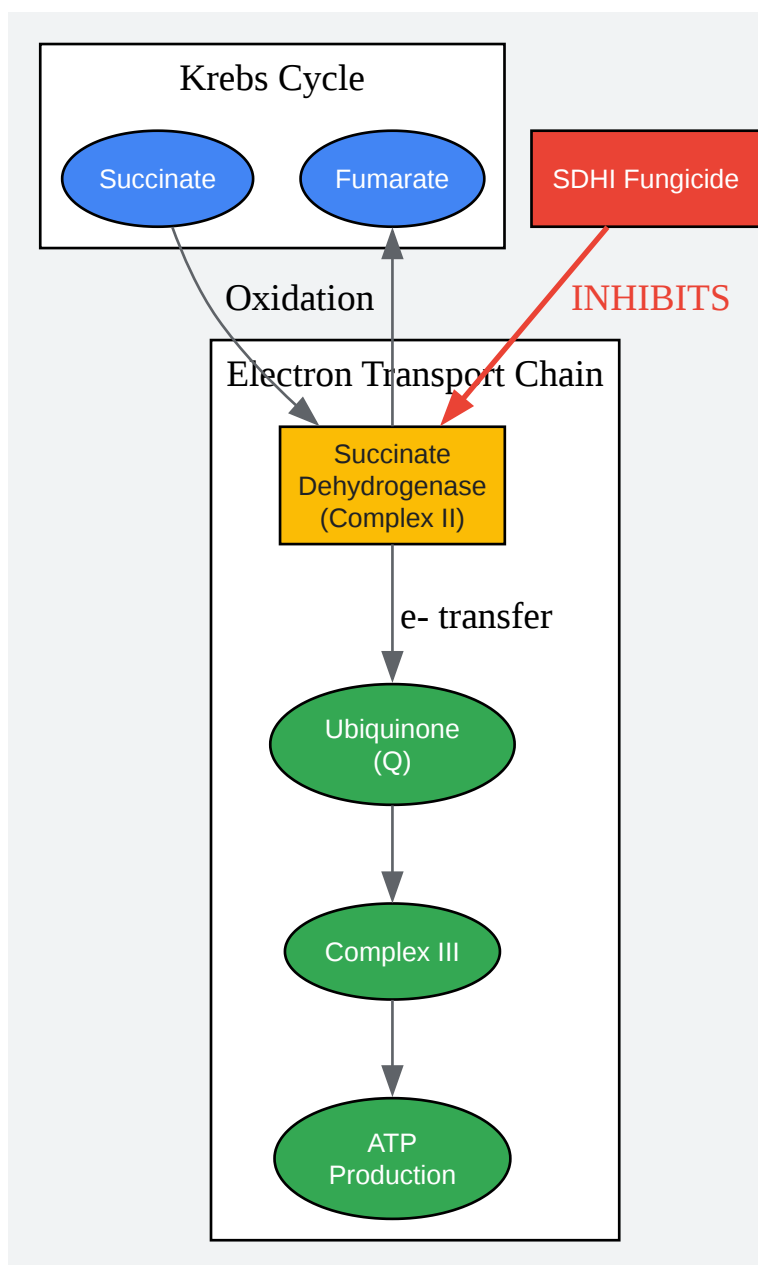 Krebs Cycle
Succinate
Fumarate
SDHI Fungicide
Oxidation
INHIBITS
Electron Transport Chain
Succinate
Dehydrogenase
(Complex II)
e- transfer
Ubiquinone
(Q)
Complex III
ATP
Production